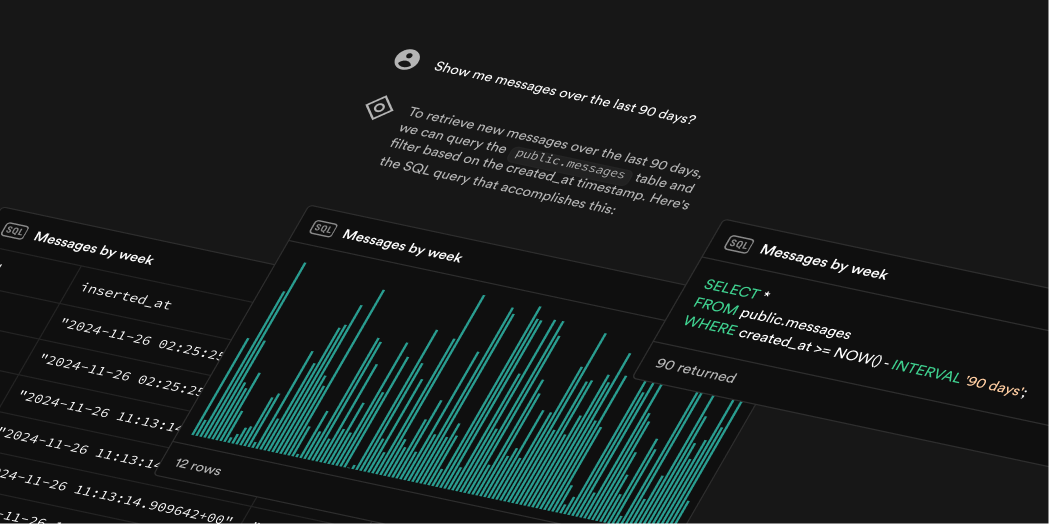 Show me messages over the last 90 days?
To retrieve new messages over the last 90 days,
we can query the public.messages table and
filter based on the created_at timestamp. Here's
the SQL query that accomplishes this:
SQL Messages by week
inserted_at
"2024-11-26 02:25:25
"2024-11-26 02:25:25
"2024-11-26 11:13:14
"2024-11-26 11:13:14
24-11-26 11:13:14.909642+00"
SQL Messages by week
12 rows
SQL Messages by week
SELECT *
FROM public.messages
WHERE created_at >= NOW() - INTERVAL '90 days';
90 returned